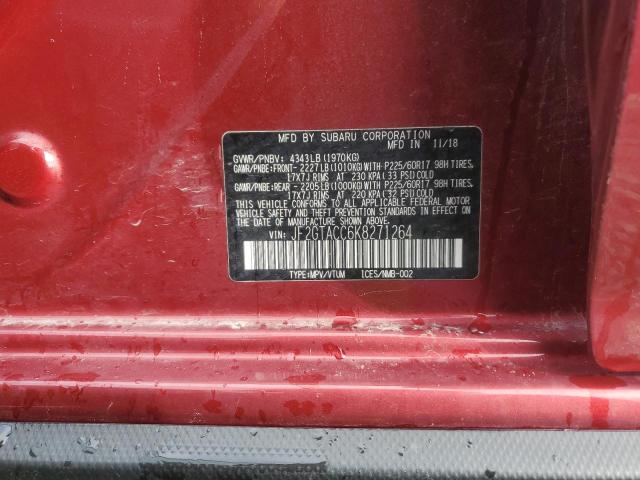 MFD BY SUBARU CORPORATION
MFD IN 11/18
GVWR/PNBV: 4343LB(1970KG)
GAWR/PNBE:FRONT- 2227LB(1010KG)WITH P225/60R17 98H TIRES,
17X7J RIMS AT 230 KPA(33 PSI)COLD
GAWR/PNBE:REAR - 2205LB(1000KG)WITH P225/60R17 98H TIRES,
17X7J RIMS AT 220 KPA(32 PSI)COLD
THIS VEHICLE CONFORMS TO ALL APPLICABLE FEDERAL MOTOR
VEHICLE SAFETY, BUMPER, AND THEFT PREVENTION STANDARDS
IN EFFECT ON THE DATE OF MANUFACTURE SHOWN ABOVE.
VIN: JF2GTACC6K8271264
TYPE:MPV/VTUM ICES/NMB-002